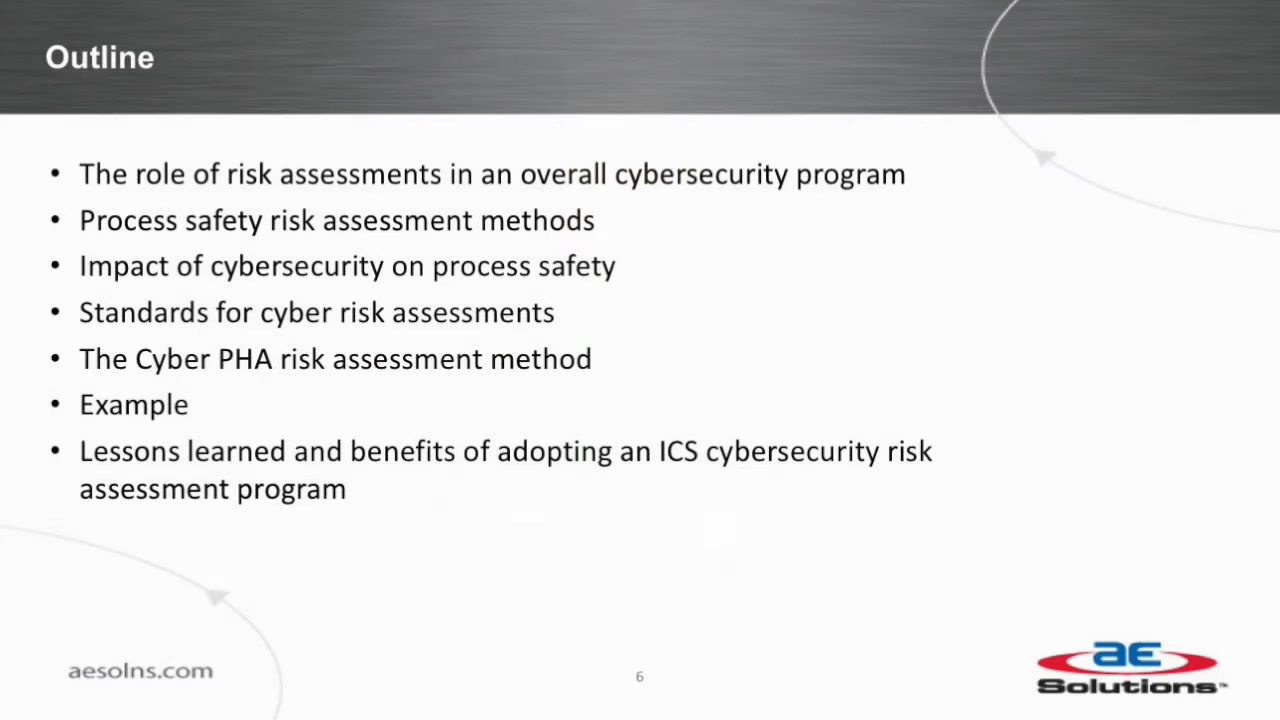 Outline
• The role of risk assessments in an overall cybersecurity program
• Process safety risk assessment methods
• Impact of cybersecurity on process safety
• Standards for cyber risk assessments
• The Cyber PHA risk assessment method
• Example
• Lessons learned and benefits of adopting an ICS cybersecurity risk
assessment program
aesolns.com
6
ae
Solutions™